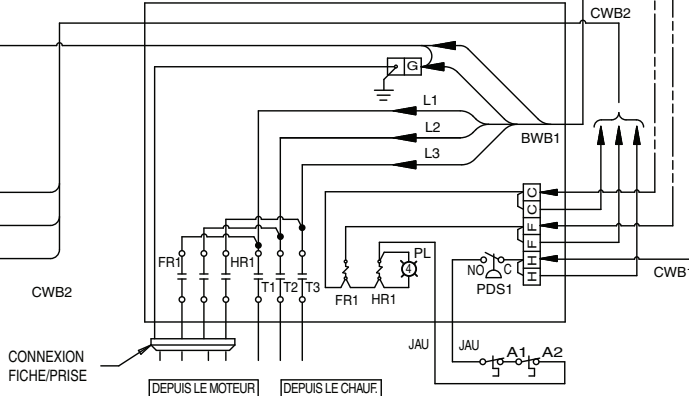 CWB2
G
L1
L2
BWB1
L3
C
C
F
F
H
H
FR1
HR1
T1
T2
T3
PL
4
FR1
HR1
NO
C
PDS1
CWB1
CWB2
JAU
JAU
A1
A2
CONNEXION
FICHE/PRISE
DEPUIS LE MOTEUR
DEPUIS LE CHAUF.